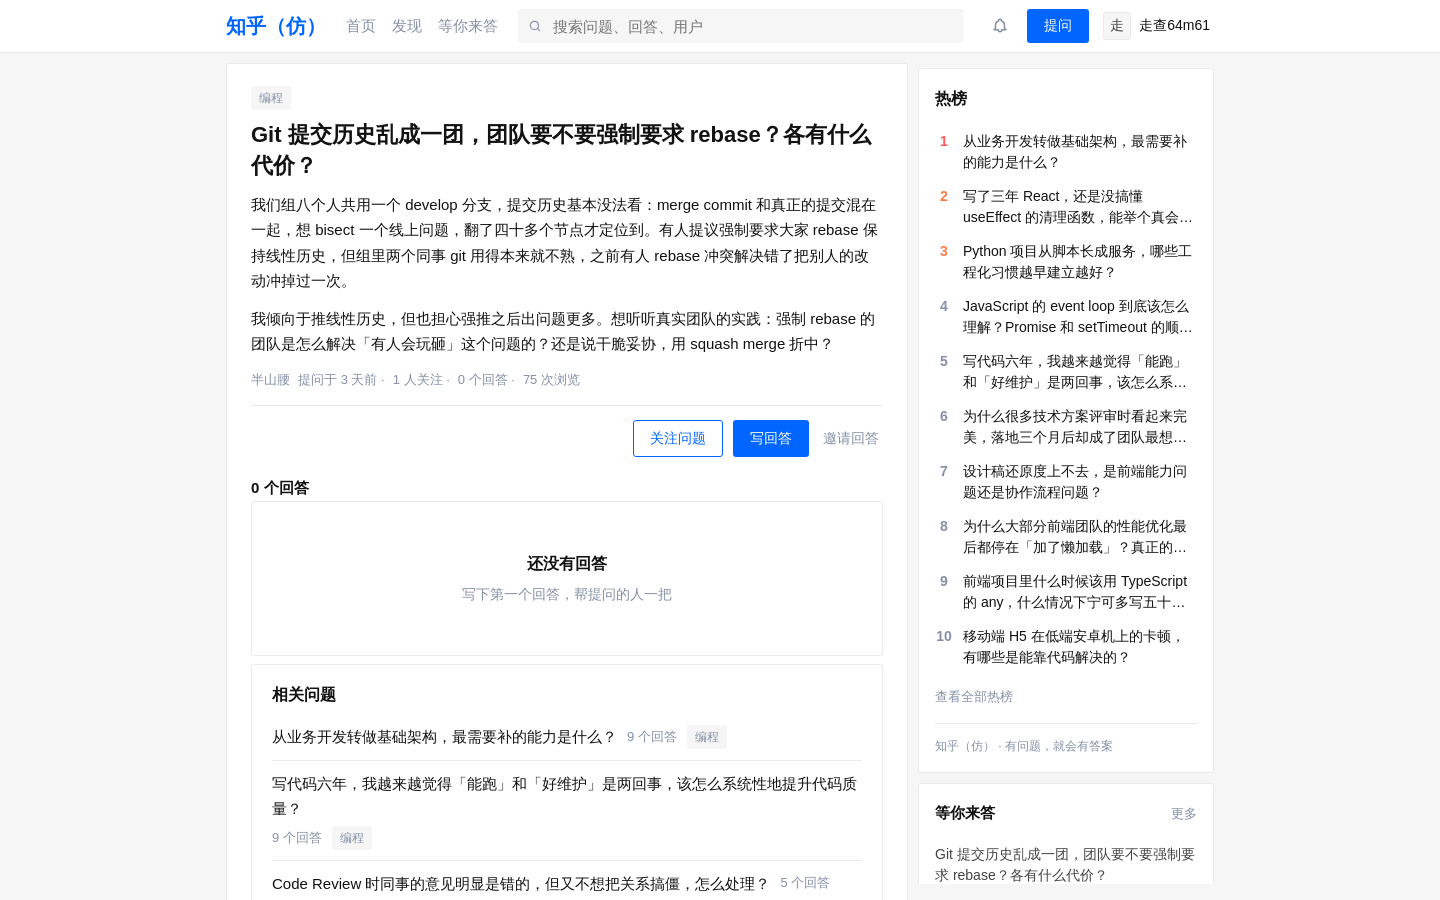 知乎（仿） 首页 发现 等你来答 搜索问题、回答、用户 提问 走 走查64m61
编程
Git 提交历史乱成一团，团队要不要强制要求 rebase？各有什么
代价？
我们组八个人共用一个 develop 分支，提交历史基本没法看：merge commit 和真正的提交混在
一起，想 bisect 一个线上问题，翻了四十多个节点才定位到。有人提议强制要求大家 rebase 保
持线性历史，但组里两个同事 git 用得本来就不熟，之前有人 rebase 冲突解决错了把别人的改
动冲掉过一次。
我倾向于推线性历史，但也担心强推之后出问题更多。想听听真实团队的实践：强制 rebase 的
团队是怎么解决「有人会玩砸」这个问题的？还是说干脆妥协，用 squash merge 折中？
半山腰 提问于 3 天前 · 1 人关注 · 0 个回答 · 75 次浏览
关注问题 写回答 邀请回答
0 个回答
还没有回答
写下第一个回答，帮提问的人一把
相关问题
从业务开发转做基础架构，最需要补的能力是什么？ 9 个回答 编程
写代码六年，我越来越觉得「能跑」和「好维护」是两回事，该怎么系统性地提升代码质
量？
9 个回答 编程
Code Review 时同事的意见明显是错的，但又不想把关系搞僵，怎么处理？ 5 个回答
热榜
1 从业务开发转做基础架构，最需要补
的能力是什么？
2 写了三年 React，还是没搞懂
useEffect 的清理函数，能举个真会…
3 Python 项目从脚本长成服务，哪些工
程化习惯越早建立越好？
4 JavaScript 的 event loop 到底该怎么
理解？Promise 和 setTimeout 的顺…
5 写代码六年，我越来越觉得「能跑」
和「好维护」是两回事，该怎么系…
6 为什么很多技术方案评审时看起来完
美，落地三个月后却成了团队最想…
7 设计稿还原度上不去，是前端能力问
题还是协作流程问题？
8 为什么大部分前端团队的性能优化最
后都停在「加了懒加载」？真正的…
9 前端项目里什么时候该用 TypeScript
的 any，什么情况下宁可多写五十…
10 移动端 H5 在低端安卓机上的卡顿，
有哪些是能靠代码解决的？
查看全部热榜
知乎（仿） · 有问题，就会有答案
等你来答 更多
Git 提交历史乱成一团，团队要不要强制要
求 rebase？各有什么代价？